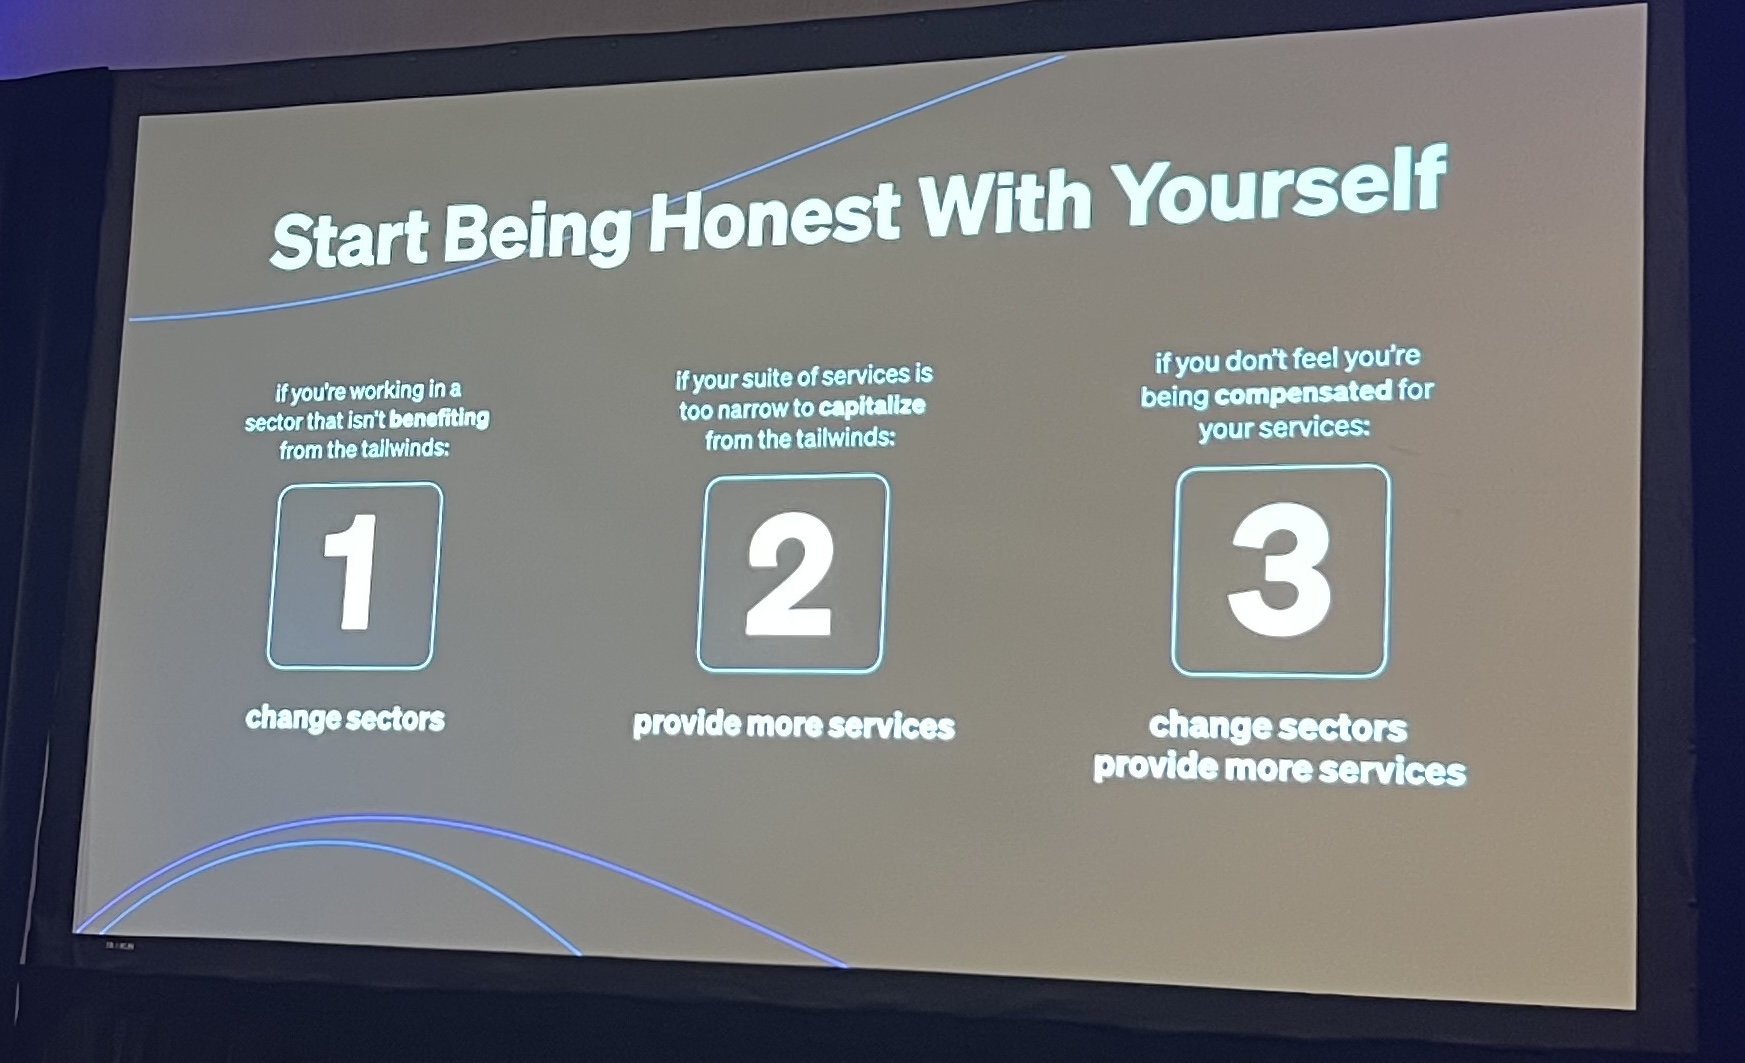 Start Being Honest With Yourself
if you're working in a
sector that isn't benefiting
from the tailwinds:
1
change sectors
if your suite of services is
too narrow to capitalize
from the tailwinds:
2
provide more services
if you don't feel you're
being compensated for
your services:
3
change sectors
provide more services